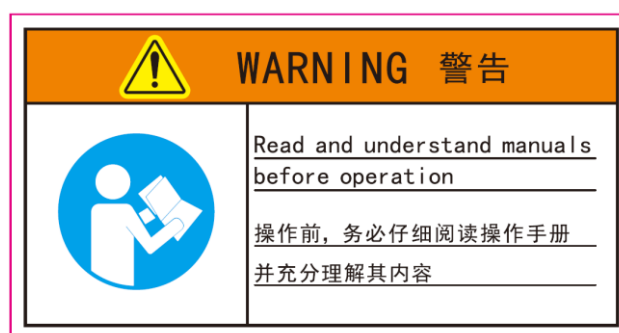 WARNING 警告
Read and understand manuals
before operation
操作前，务必仔细阅读操作手册
并充分理解其内容